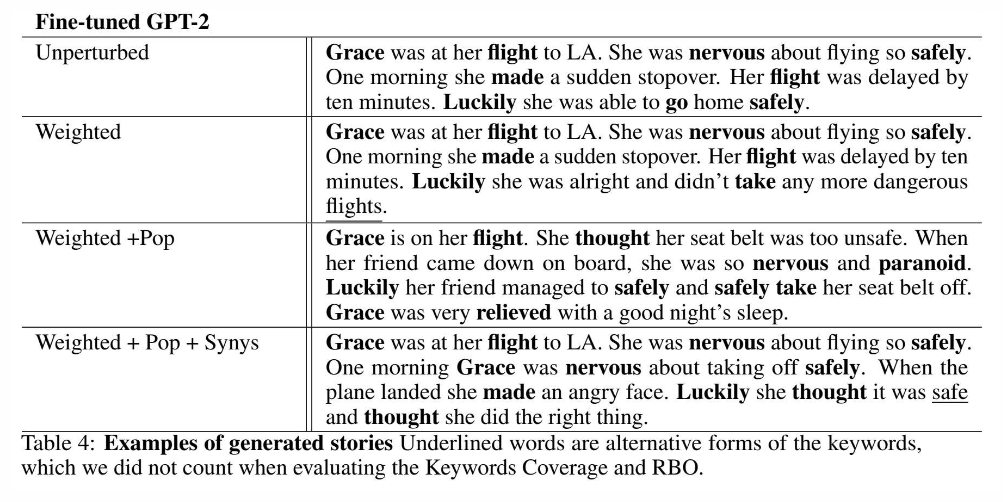 Fine-tuned GPT-2
Unperturbed
Grace was at her flight to LA. She was nervous about flying so safely.
One morning she made a sudden stopover. Her flight was delayed by
ten minutes. Luckily she was able to go home safely.
Weighted
Grace was at her flight to LA. She was nervous about flying so safely.
One morning she made a sudden stopover. Her flight was delayed by ten
minutes. Luckily she was alright and didn't take any more dangerous
flights.
Weighted +Pop
Grace is on her flight. She thought her seat belt was too unsafe. When
her friend came down on board, she was so nervous and paranoid.
Luckily her friend managed to safely and safely take her seat belt off.
Grace was very relieved with a good night's sleep.
Weighted + Pop + Synys
Grace was at her flight to LA. She was nervous about flying so safely.
One morning Grace was nervous about taking off safely. When the
plane landed she made an angry face. Luckily she thought it was safe
and thought she did the right thing.
Table 4: Examples of generated stories Underlined words are alternative forms of the keywords,
which we did not count when evaluating the Keywords Coverage and RBO.